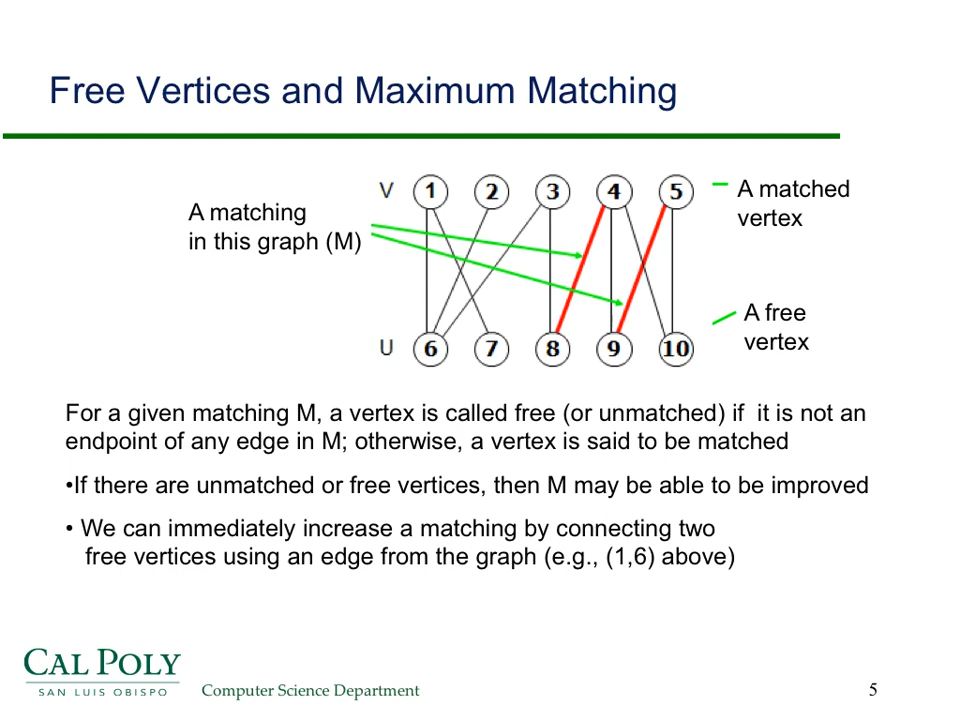 Free Vertices and Maximum Matching
V 1 2 3 4 5
A matched
vertex
A matching
in this graph (M)
A free
vertex
U 6 7 8 9 10
For a given matching M, a vertex is called free (or unmatched) if it is not an
endpoint of any edge in M; otherwise, a vertex is said to be matched
•If there are unmatched or free vertices, then M may be able to be improved
• We can immediately increase a matching by connecting two
free vertices using an edge from the graph (e.g., (1,6) above)
CAL POLY
SAN LUIS OBISPO
Computer Science Department
5